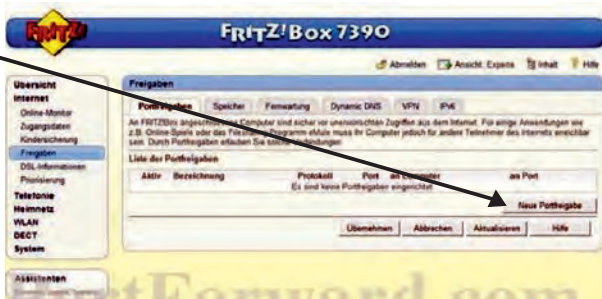 FRITZ!
FRITZ!Box 7390
Abmelden Ansicht: Experte Inhalt Hilfe
Übersicht
Internet
Online-Monitor
Zugangsdaten
Kindersicherung
Freigaben
DSL-Informationen
Priorisierung
Telefonie
Heimnetz
WLAN
DECT
System
Assistenten
Freigaben
Portfreigaben Speicher Fernwartung Dynamic DNS VPN IPv6
An FRITZ!Box angeschlossene Computer sind sicher vor unerwünschten Zugriffen aus dem Internet. Für einige Anwendungen wie
z.B. Online-Spiele oder das Filesharing-Programm eMule muss Ihr Computer jedoch für andere Teilnehmer des Internets erreichbar
sein. Durch Portfreigaben erlauben Sie solche Verbindungen.
Liste der Portfreigaben
Aktiv Bezeichnung Protokoll Port an Computer an Port
Es sind keine Portfreigaben eingerichtet
Neue Portfreigabe
Übernehmen Abbrechen Aktualisieren Hilfe